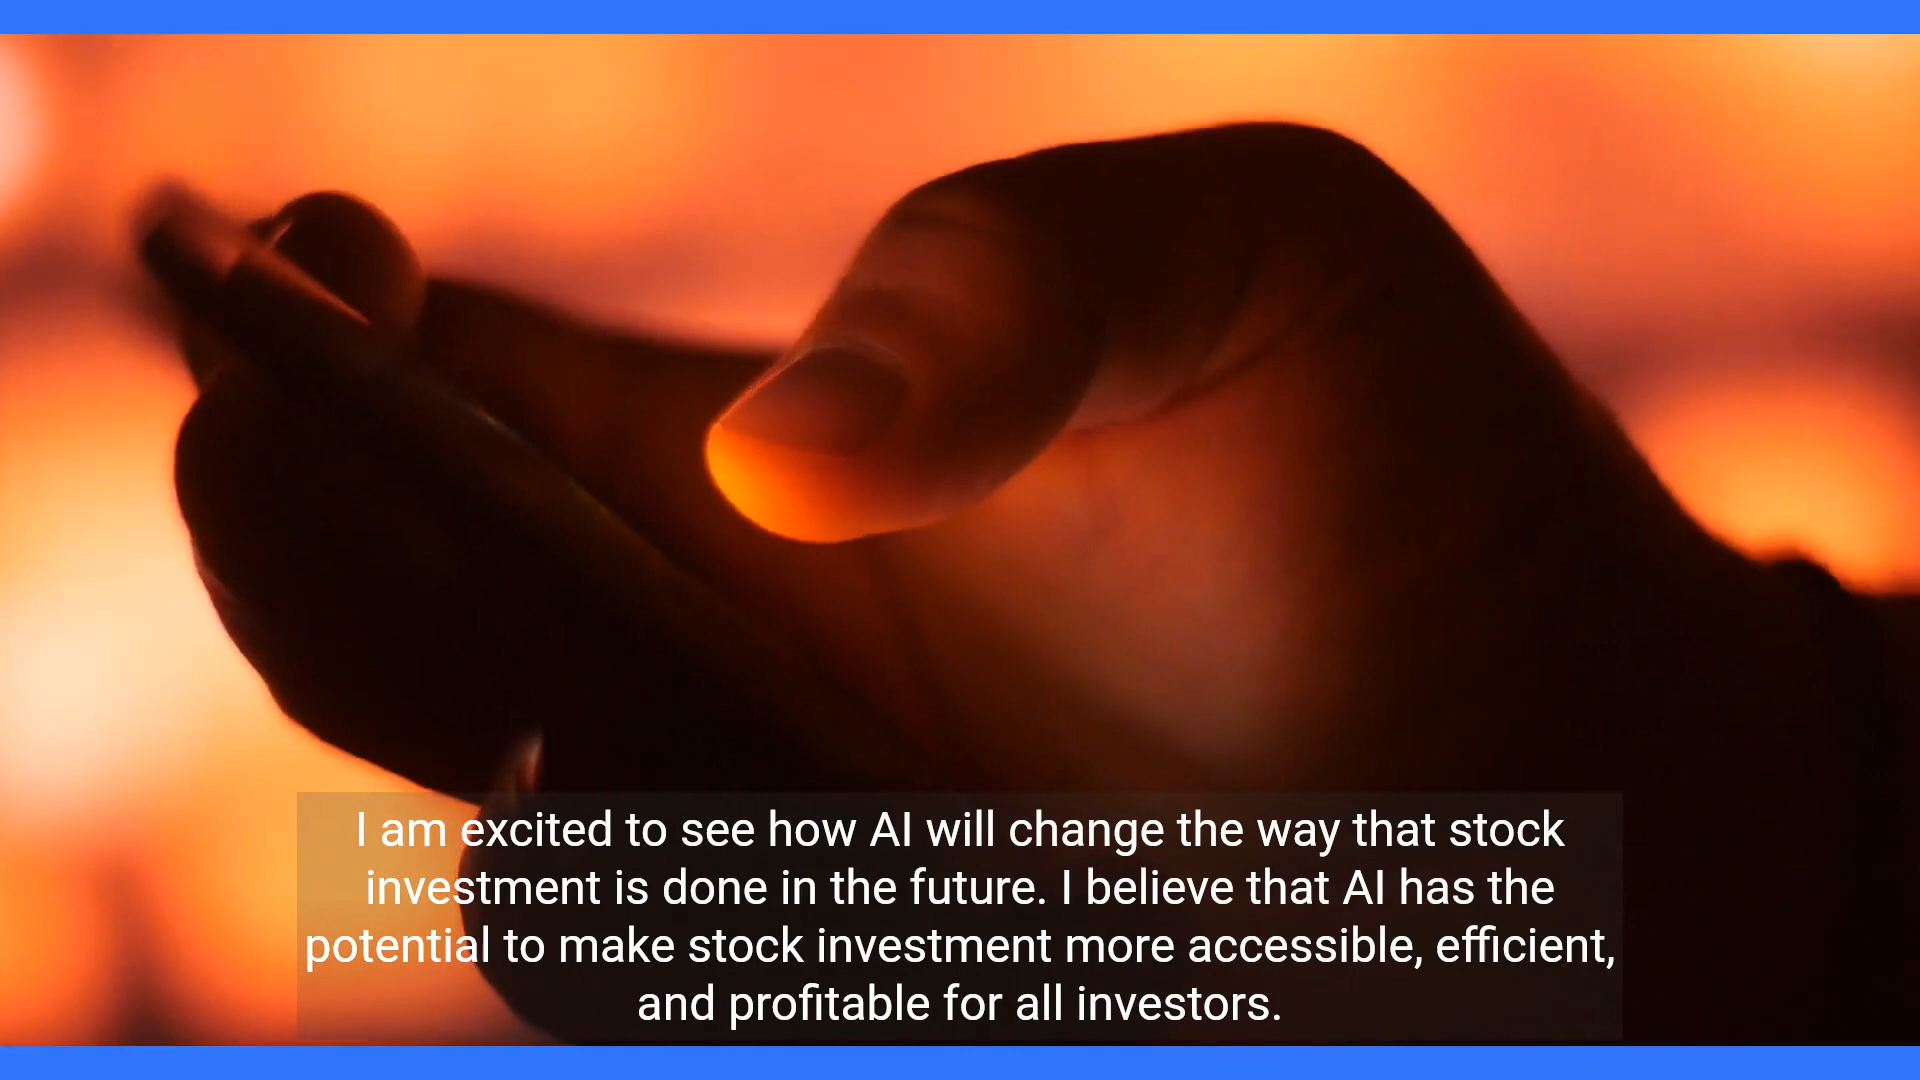 I am excited to see how AI will change the way that stock
investment is done in the future. I believe that AI has the
potential to make stock investment more accessible, efficient,
and profitable for all investors.